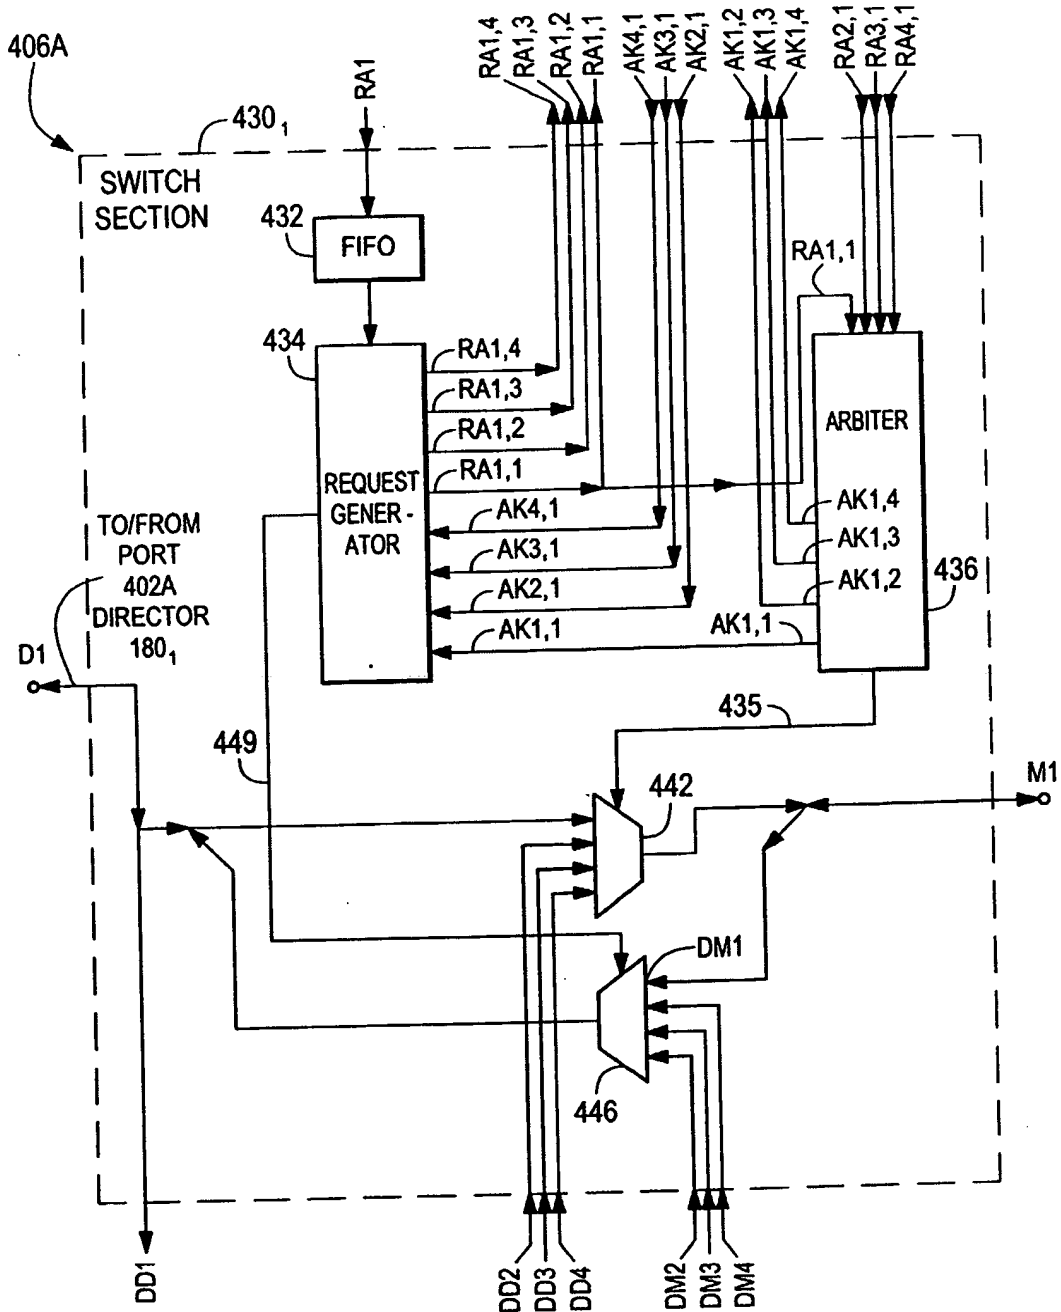 406A
430₁
RA1
RA1,4
RA1,3
RA1,2
RA1,1
AK4,1
AK3,1
AK2,1
AK1,2
AK1,3
AK1,4
RA2,1
RA3,1
RA4,1
SWITCH
SECTION
432
FIFO
RA1,1
434
RA1,4
RA1,3
RA1,2
RA1,1
AK4,1
AK3,1
AK2,1
AK1,1
REQUEST
GENER -
ATOR
ARBITER
AK1,4
AK1,3
AK1,2
AK1,1
436
TO/FROM
PORT
402A
DIRECTOR
180₁
D1
435
449
442
M1
DM1
446
DD1
DD2
DD3
DD4
DM2
DM3
DM4